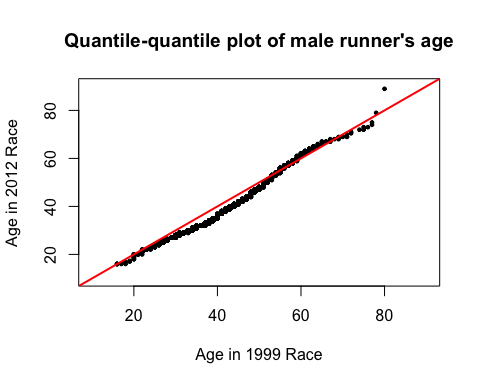 Quantile-quantile plot of male runner's age
Age in 2012 Race
80
60
40
20
20 40 60 80
Age in 1999 Race